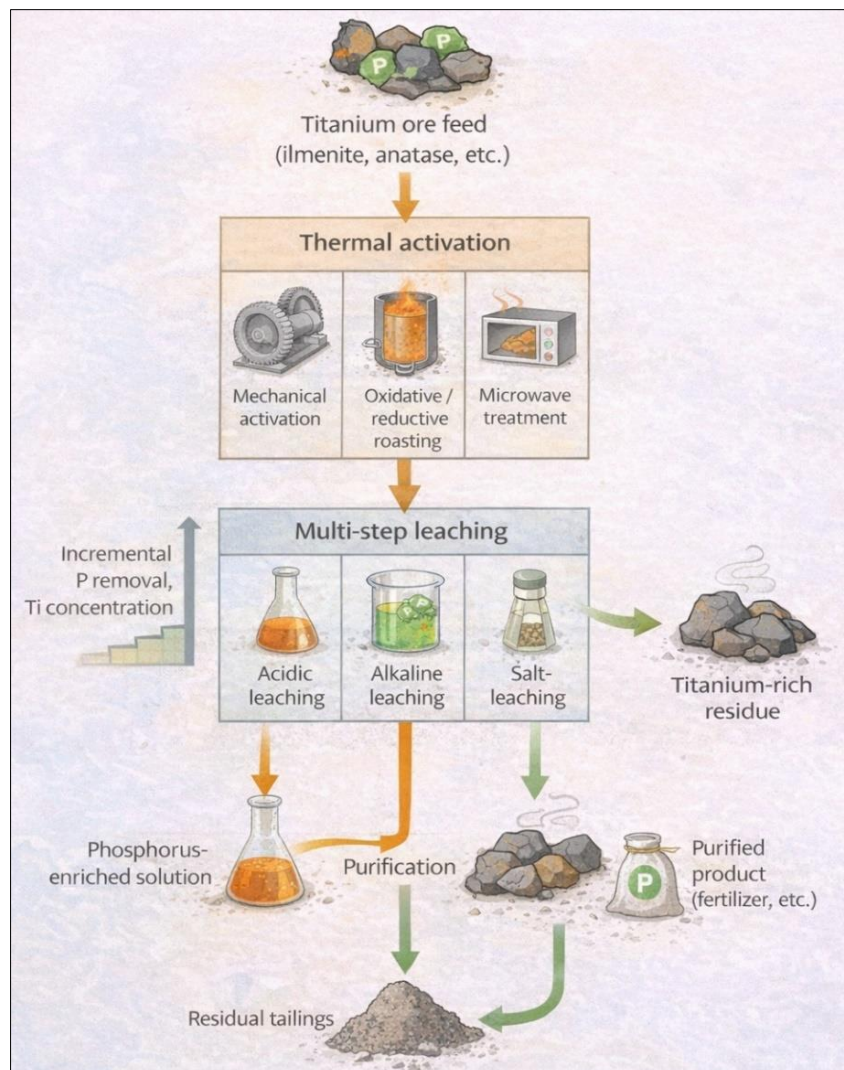 P
P
Titanium ore feed
(ilmenite, anatase, etc.)
Thermal activation
Mechanical
activation
Oxidative /
reductive
roasting
Microwave
treatment
Multi-step leaching
Incremental
P removal,
Ti concentration
Acidic
leaching
Alkaline
leaching
Salt-
leaching
Titanium-rich
residue
Phosphorus-
enriched solution
Purification
P
Purified
product
(fertilizer, etc.)
Residual tailings